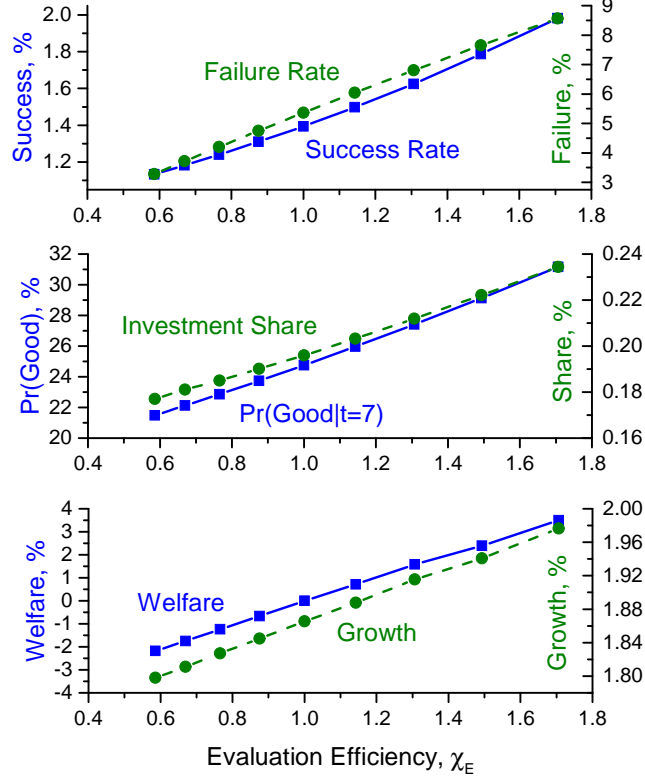 2.0
1.8
1.6
1.4
1.2
Success, %
Failure Rate
Success Rate
9
8
7
6
5
4
3
Failure, %
0.4 0.6 0.8 1.0 1.2 1.4 1.6 1.8
32
30
28
26
24
22
20
Pr(Good), %
Investment Share
Pr(Good|t=7)
0.24
0.22
0.20
0.18
0.16
Share, %
0.4 0.6 0.8 1.0 1.2 1.4 1.6 1.8
4
3
2
1
0
-1
-2
-3
-4
Welfare, %
Welfare
Growth
2.00
1.96
1.92
1.88
1.84
1.80
Growth, %
0.4 0.6 0.8 1.0 1.2 1.4 1.6 1.8
Evaluation Efficiency, χE